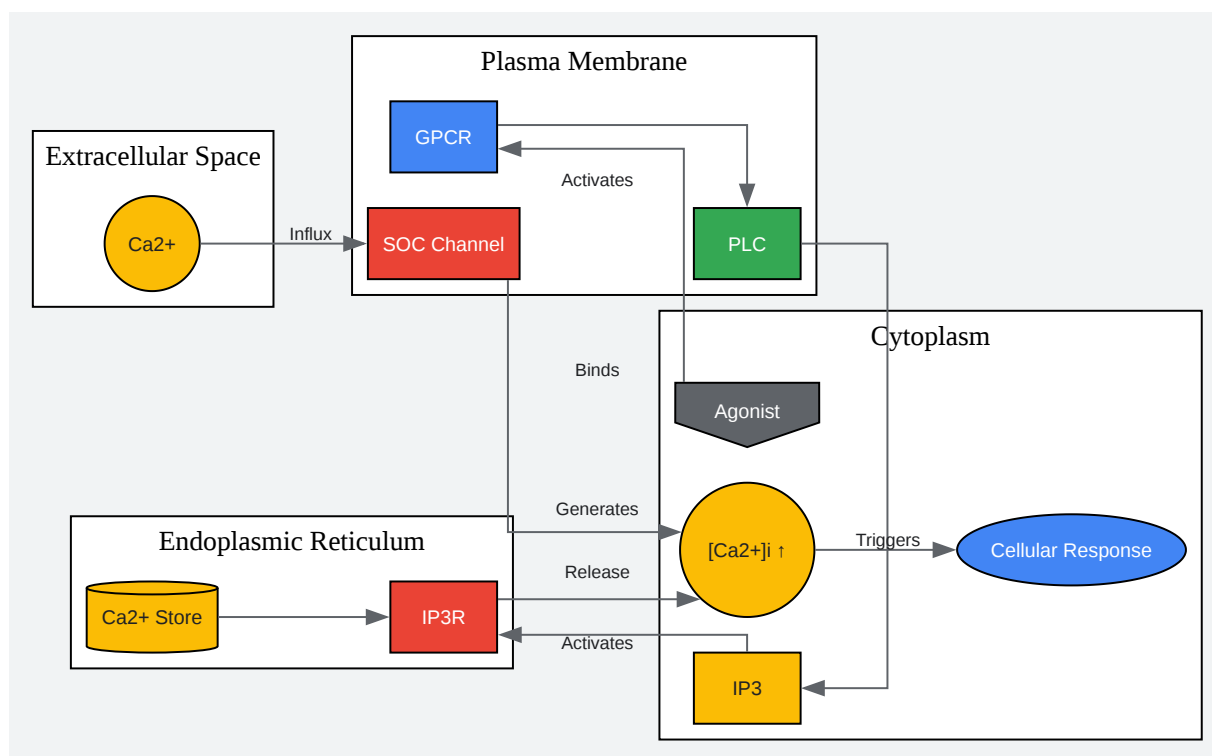 Plasma Membrane
GPCR
Extracellular Space
Activates
Ca2+
Influx
SOC Channel
PLC
Cytoplasm
Binds
Agonist
Generates
Endoplasmic Reticulum
[Ca2+]i ↑
Triggers
Cellular Response
Release
Ca2+ Store
IP3R
Activates
IP3